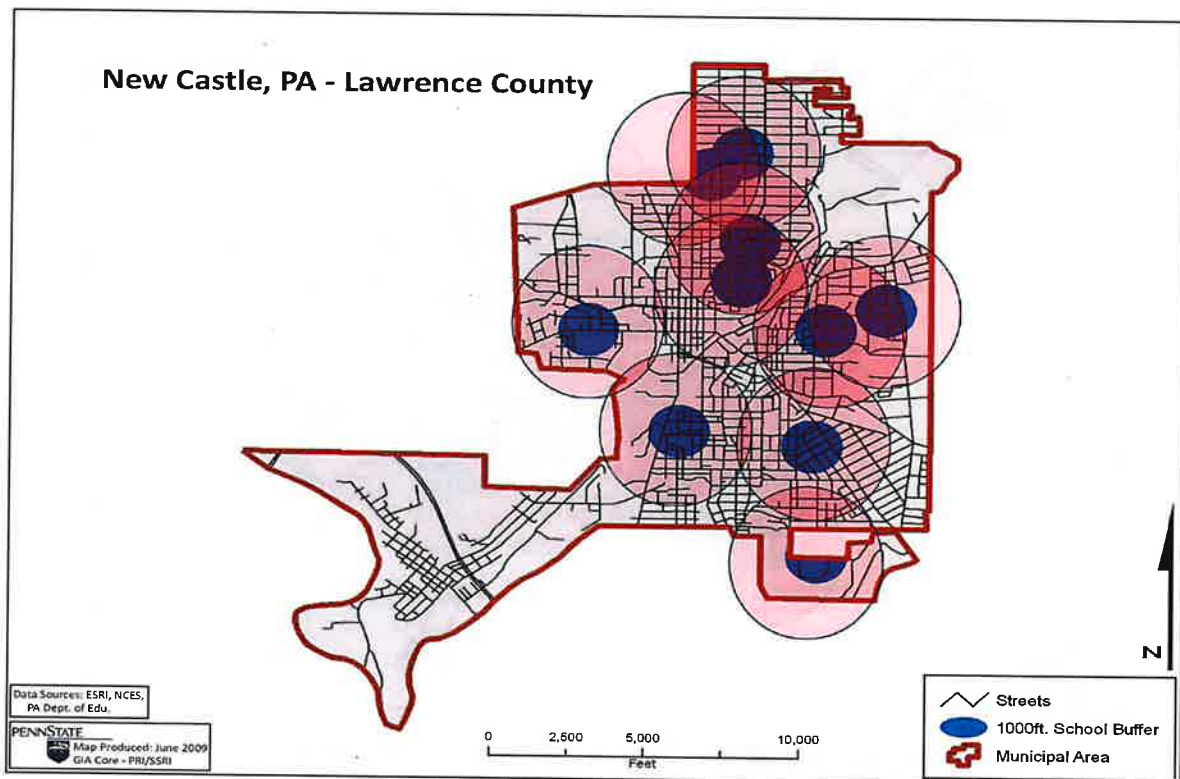 New Castle, PA - Lawrence County
Data Sources: ESRI, NCES,
PA Dept. of Edu.
PENNSTATE
Map Produced: June 2009
GIA Core - PRI/SSRI
0 2,500 5,000 10,000
Feet
N
Streets
1000ft. School Buffer
Municipal Area